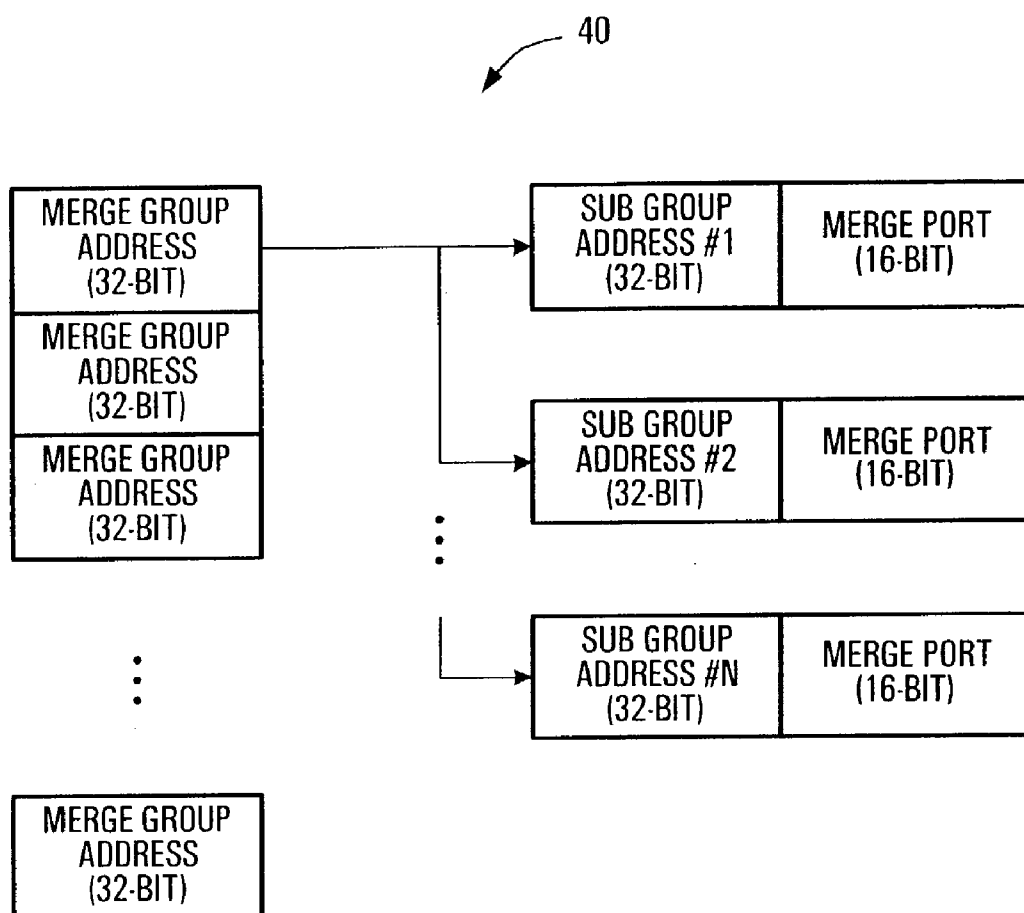 40
MERGE GROUP
ADDRESS
(32-BIT)
MERGE GROUP
ADDRESS
(32-BIT)
MERGE GROUP
ADDRESS
(32-BIT)
MERGE GROUP
ADDRESS
(32-BIT)
SUB GROUP
ADDRESS #1
(32-BIT)
MERGE PORT
(16-BIT)
SUB GROUP
ADDRESS #2
(32-BIT)
MERGE PORT
(16-BIT)
SUB GROUP
ADDRESS #N
(32-BIT)
MERGE PORT
(16-BIT)